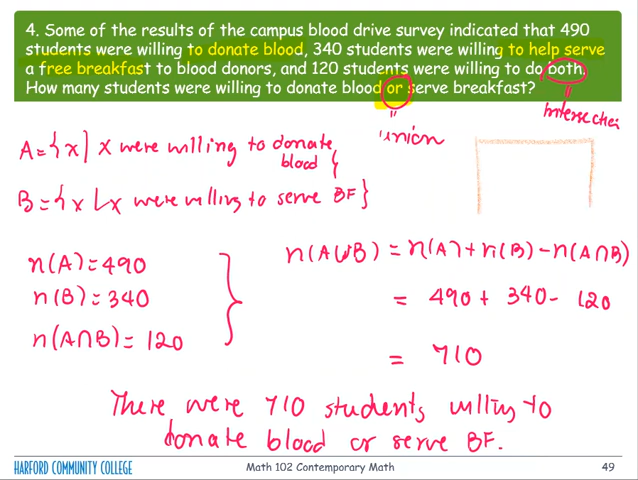 4. Some of the results of the campus blood drive survey indicated that 490
students were willing to donate blood, 340 students were willing to help serve
a free breakfast to blood donors, and 120 students were willing to do both.
How many students were willing to donate blood or serve breakfast?
union
Intersection
A={x| x were willing to donate
blood}
B={x | x were willing to serve BF}
n(A)=490
n(B)=340
n(A∩B)=120
n(A∪B) = n(A)+n(B)-n(A∩B)
= 490 + 340 - 120
= 710
There were 710 students willing to
donate blood or serve BF.
HARFORD COMMUNITY COLLEGE
Math 102 Contemporary Math
49